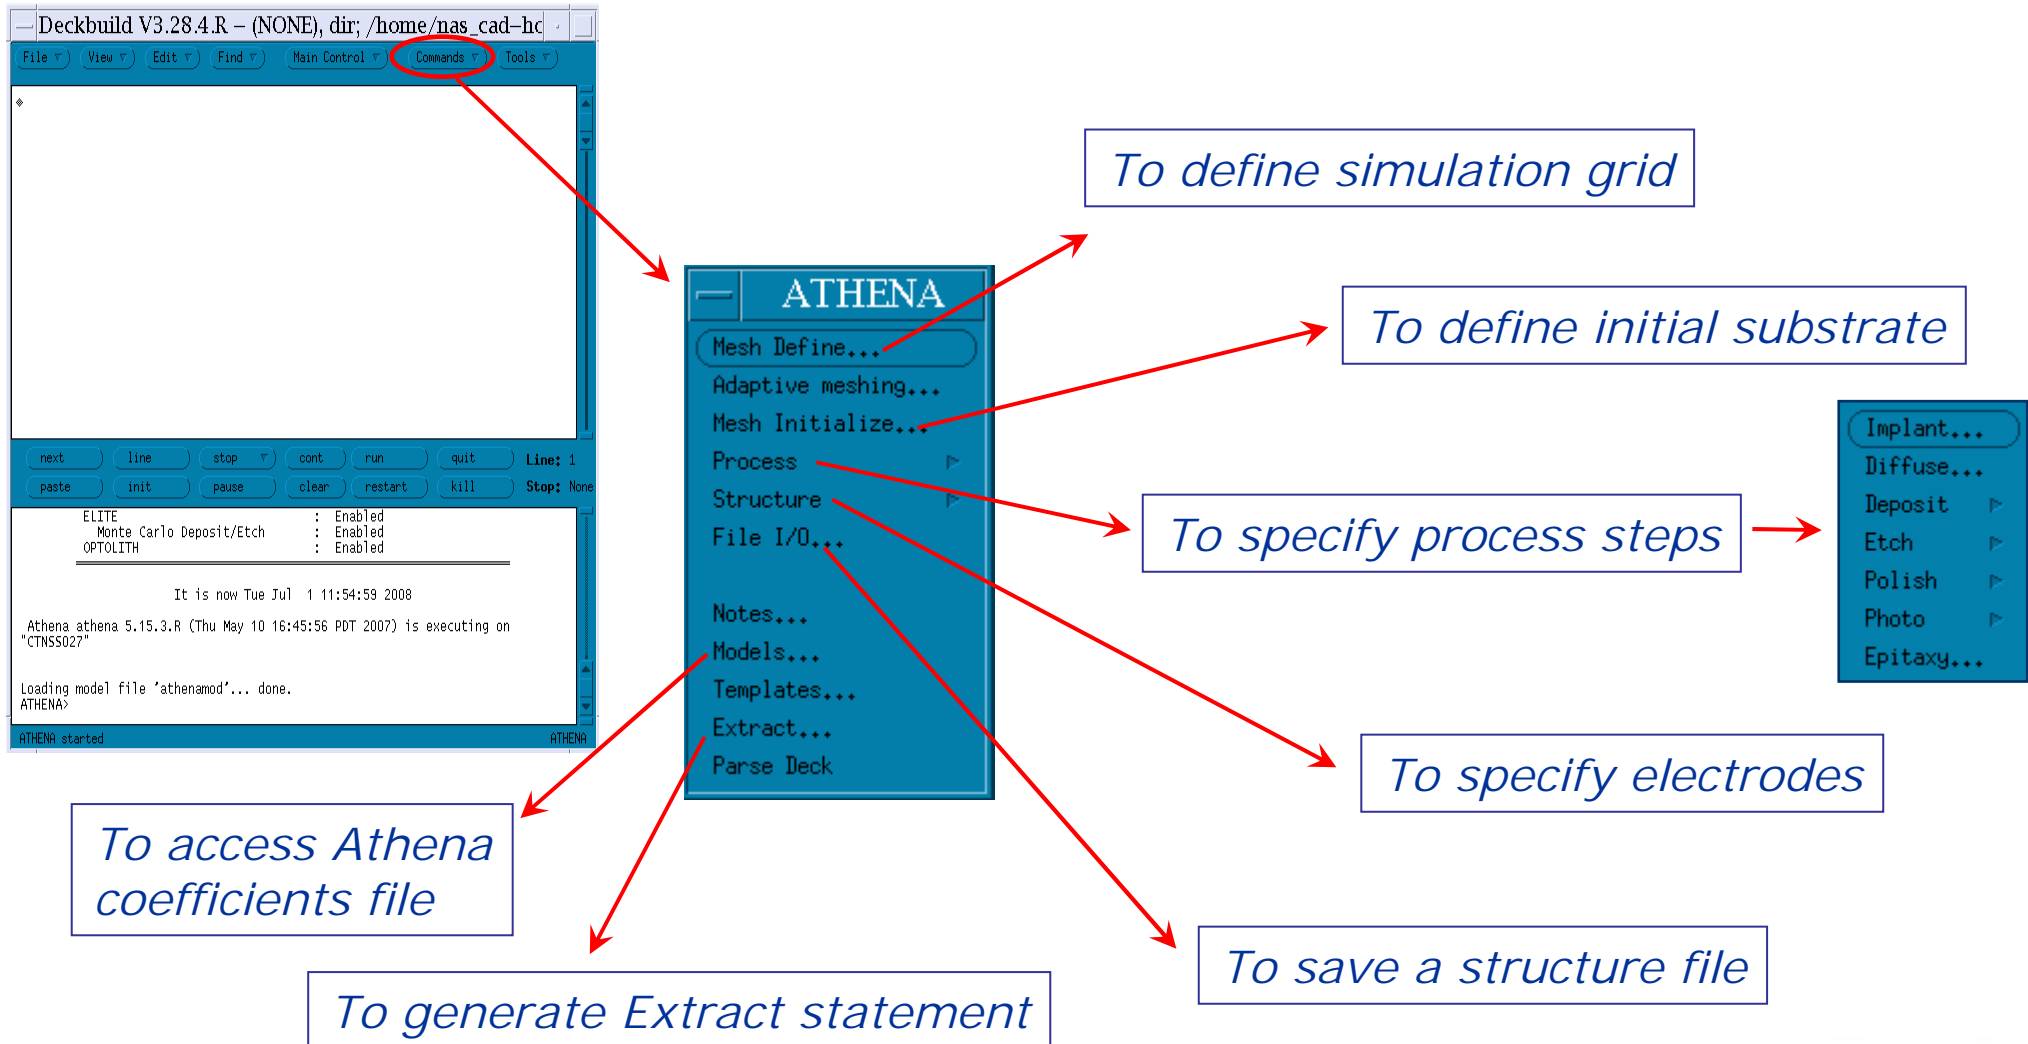 Deckbuild V3.28.4.R – (NONE), dir; /home/nas_cad–hc
File View Edit Find Main Control Commands Tools
next line stop cont run quit Line: 1
paste init pause clear restart kill Stop: None
ELITE : Enabled
Monte Carlo Deposit/Etch : Enabled
OPTOLITH : Enabled
It is now Tue Jul 1 11:54:59 2008
Athena athena 5.15.3.R (Thu May 10 16:45:56 PDT 2007) is executing on
"CTNSS027"
Loading model file 'athenamod'... done.
ATHENA>
ATHENA started ATHENA
ATHENA
Mesh Define...
Adaptive meshing...
Mesh Initialize...
Process
Structure
File I/O...
Notes...
Models...
Templates...
Extract...
Parse Deck
To define simulation grid
To define initial substrate
To specify process steps
Implant...
Diffuse...
Deposit
Etch
Polish
Photo
Epitaxy...
To specify electrodes
To access Athena
coefficients file
To save a structure file
To generate Extract statement